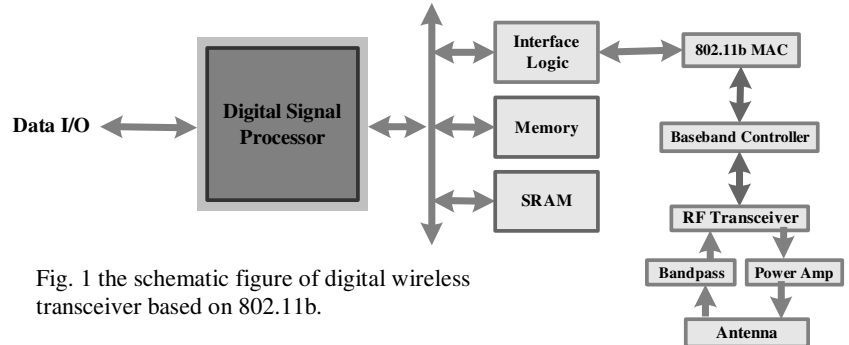 Data I/O
Digital Signal
Processor
Interface
Logic
Memory
SRAM
802.11b MAC
Baseband Controller
RF Transceiver
Bandpass
Power Amp
Antenna
Fig. 1 the schematic figure of digital wireless
transceiver based on 802.11b.